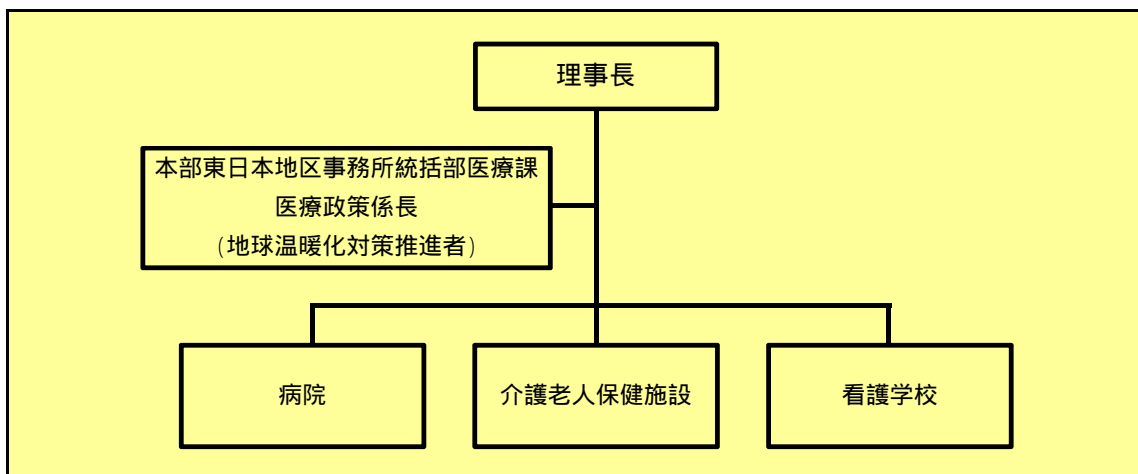 理事長
本部東日本地区事務所統括部医療課
医療政策係長
(地球温暖化対策推進者)
病院
介護老人保健施設
看護学校